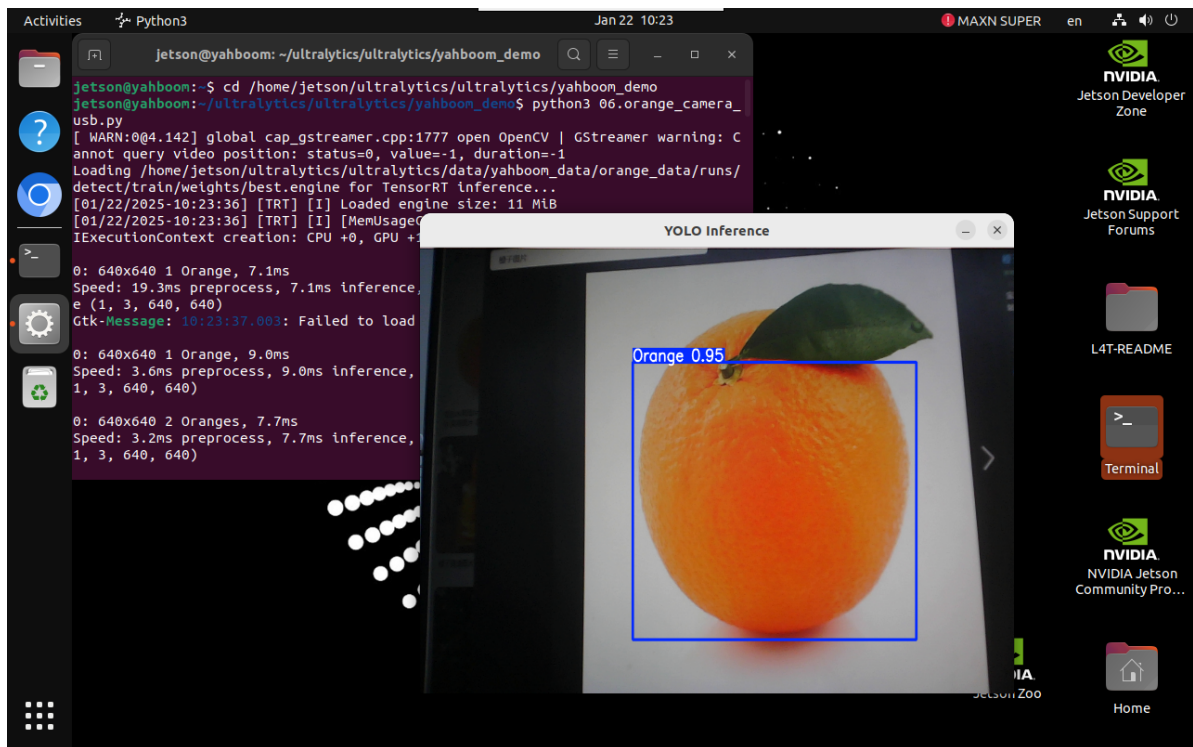 Activities
Python3
Jan 22 10:23
MAXN SUPER
en
jetson@yahboom: ~/ultralytics/ultralytics/yahboom_demo
jetson@yahboom:~$ cd /home/jetson/ultralytics/ultralytics/yahboom_demo
jetson@yahboom:~/ultralytics/ultralytics/yahboom_demo$ python3 06.orange_camera_
usb.py
[ WARN:0@4.142] global cap_gstreamer.cpp:1777 open OpenCV | GStreamer warning: C
annot query video position: status=0, value=-1, duration=-1
Loading /home/jetson/ultralytics/ultralytics/data/yahboom_data/orange_data/runs/
detect/train/weights/best.engine for TensorRT inference...
[01/22/2025-10:23:36] [TRT] [I] Loaded engine size: 11 MiB
[01/22/2025-10:23:36] [TRT] [I] [MemUsageC
IExecutionContext creation: CPU +0, GPU +1
0: 640x640 1 Orange, 7.1ms
Speed: 19.3ms preprocess, 7.1ms inference,
e (1, 3, 640, 640)
Gtk-Message: 10:23:37.003: Failed to load
0: 640x640 1 Orange, 9.0ms
Speed: 3.6ms preprocess, 9.0ms inference,
1, 3, 640, 640)
0: 640x640 2 Oranges, 7.7ms
Speed: 3.2ms preprocess, 7.7ms inference,
1, 3, 640, 640)
YOLO Inference
Orange 0.95
NVIDIA.
Jetson Developer
Zone
NVIDIA.
Jetson Support
Forums
L4T-README
Terminal
NVIDIA.
NVIDIA Jetson
Community Pro...
IA.
Jetson Zoo
Home